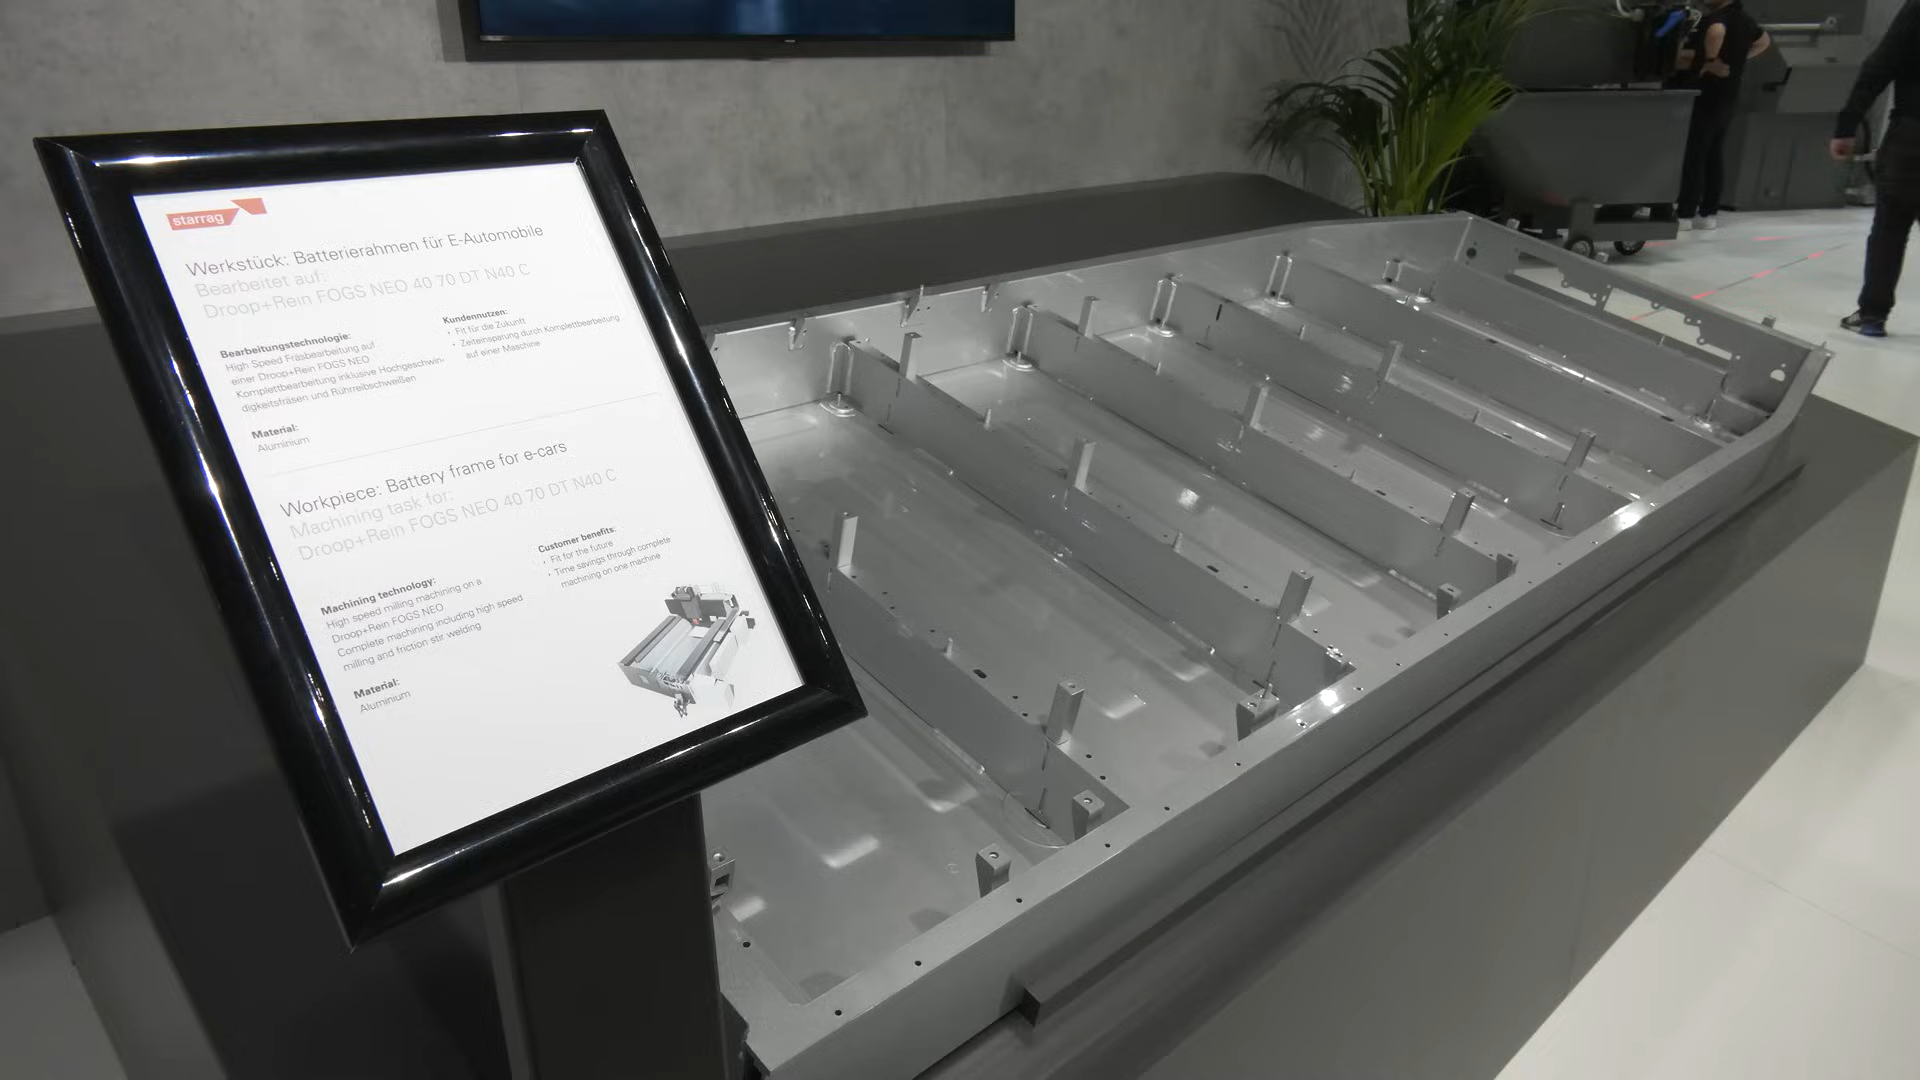 starrag
Werkstück: Batterierahmen für E-Automobile
Bearbeitet auf:
Droop+Rein FOGS NEO 40 70 DT N40 C
Bearbeitungstechnologie:
High Speed Fräsbearbeitung auf
einer Droop+Rein FOGS NEO
Komplettbearbeitung inklusive Hochgeschwin-
digkeitsfräsen und Rührreibschweißen
Material:
Aluminium
Kundennutzen:
• Fit für die Zukunft
• Zeiteinsparung durch Komplettbearbeitung
auf einer Maschine
Workpiece: Battery frame for e-cars
Machining task for:
Droop+Rein FOGS NEO 40 70 DT N40 C
Machining technology:
High speed milling machining on a
Droop+Rein FOGS NEO
Complete machining including high speed
milling and friction stir welding
Material:
Aluminium
Customer benefits:
• Fit for the future
• Time savings through complete
machining on one machine